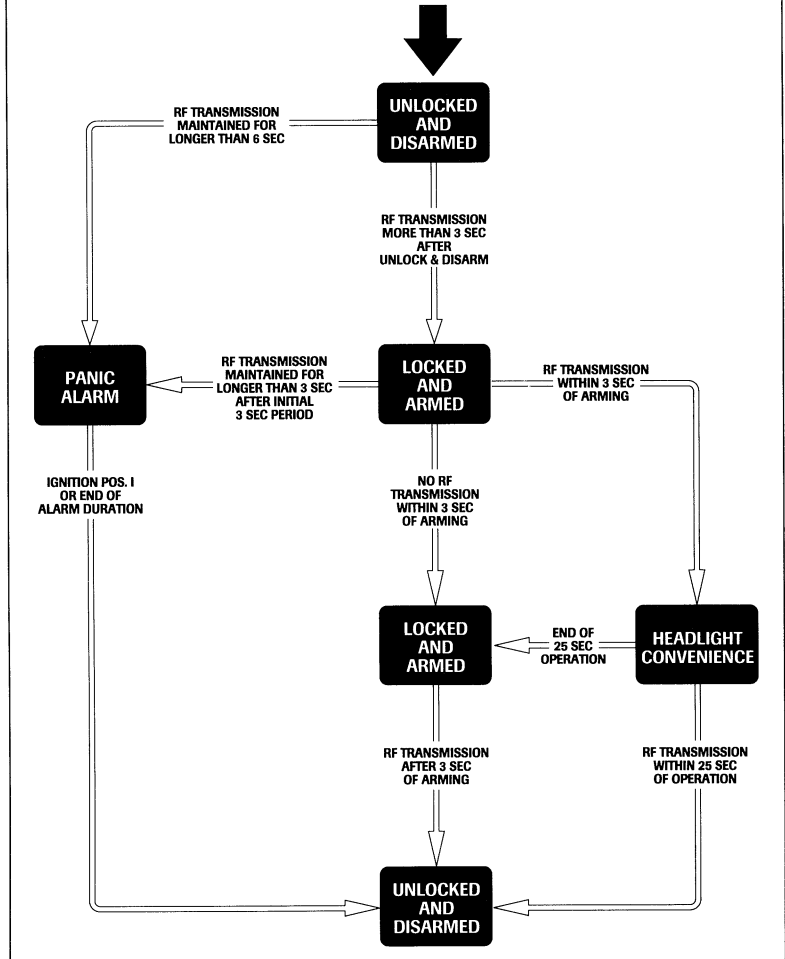 UNLOCKED
AND
DISARMED
RF TRANSMISSION
MAINTAINED FOR
LONGER THAN 6 SEC
RF TRANSMISSION
MORE THAN 3 SEC
AFTER
UNLOCK & DISARM
PANIC
ALARM
RF TRANSMISSION
MAINTAINED FOR
LONGER THAN 3 SEC
AFTER INITIAL
3 SEC PERIOD
LOCKED
AND
ARMED
RF TRANSMISSION
WITHIN 3 SEC
OF ARMING
IGNITION POS. I
OR END OF
ALARM DURATION
NO RF
TRANSMISSION
WITHIN 3 SEC
OF ARMING
LOCKED
AND
ARMED
END OF
25 SEC
OPERATION
HEADLIGHT
CONVENIENCE
RF TRANSMISSION
AFTER 3 SEC
OF ARMING
RF TRANSMISSION
WITHIN 25 SEC
OF OPERATION
UNLOCKED
AND
DISARMED